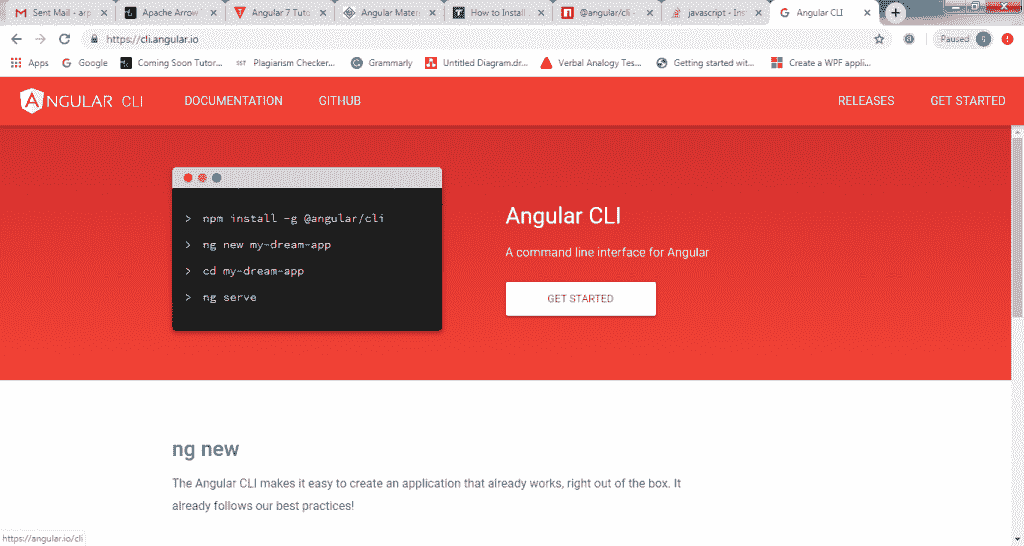 Sent Mail - arp
Apache Arrow
Angular 7 Tuto
Angular Mater
How to Install
@angular/cli -
javascript - Ins
Angular CLI
https://cli.angular.io
Paused
Apps
Google
Coming Soon Tutor...
Plagiarism Checker...
Grammarly
Untitled Diagram.dr...
Verbal Analogy Tes...
Getting started wit...
Create a WPF appli...
ANGULAR CLI
DOCUMENTATION
GITHUB
RELEASES
GET STARTED
> npm install -g @angular/cli
> ng new my-dream-app
> cd my-dream-app
> ng serve
Angular CLI
A command line interface for Angular
GET STARTED
ng new
The Angular CLI makes it easy to create an application that already works, right out of the box. It
already follows our best practices!
https://angular.io/cli